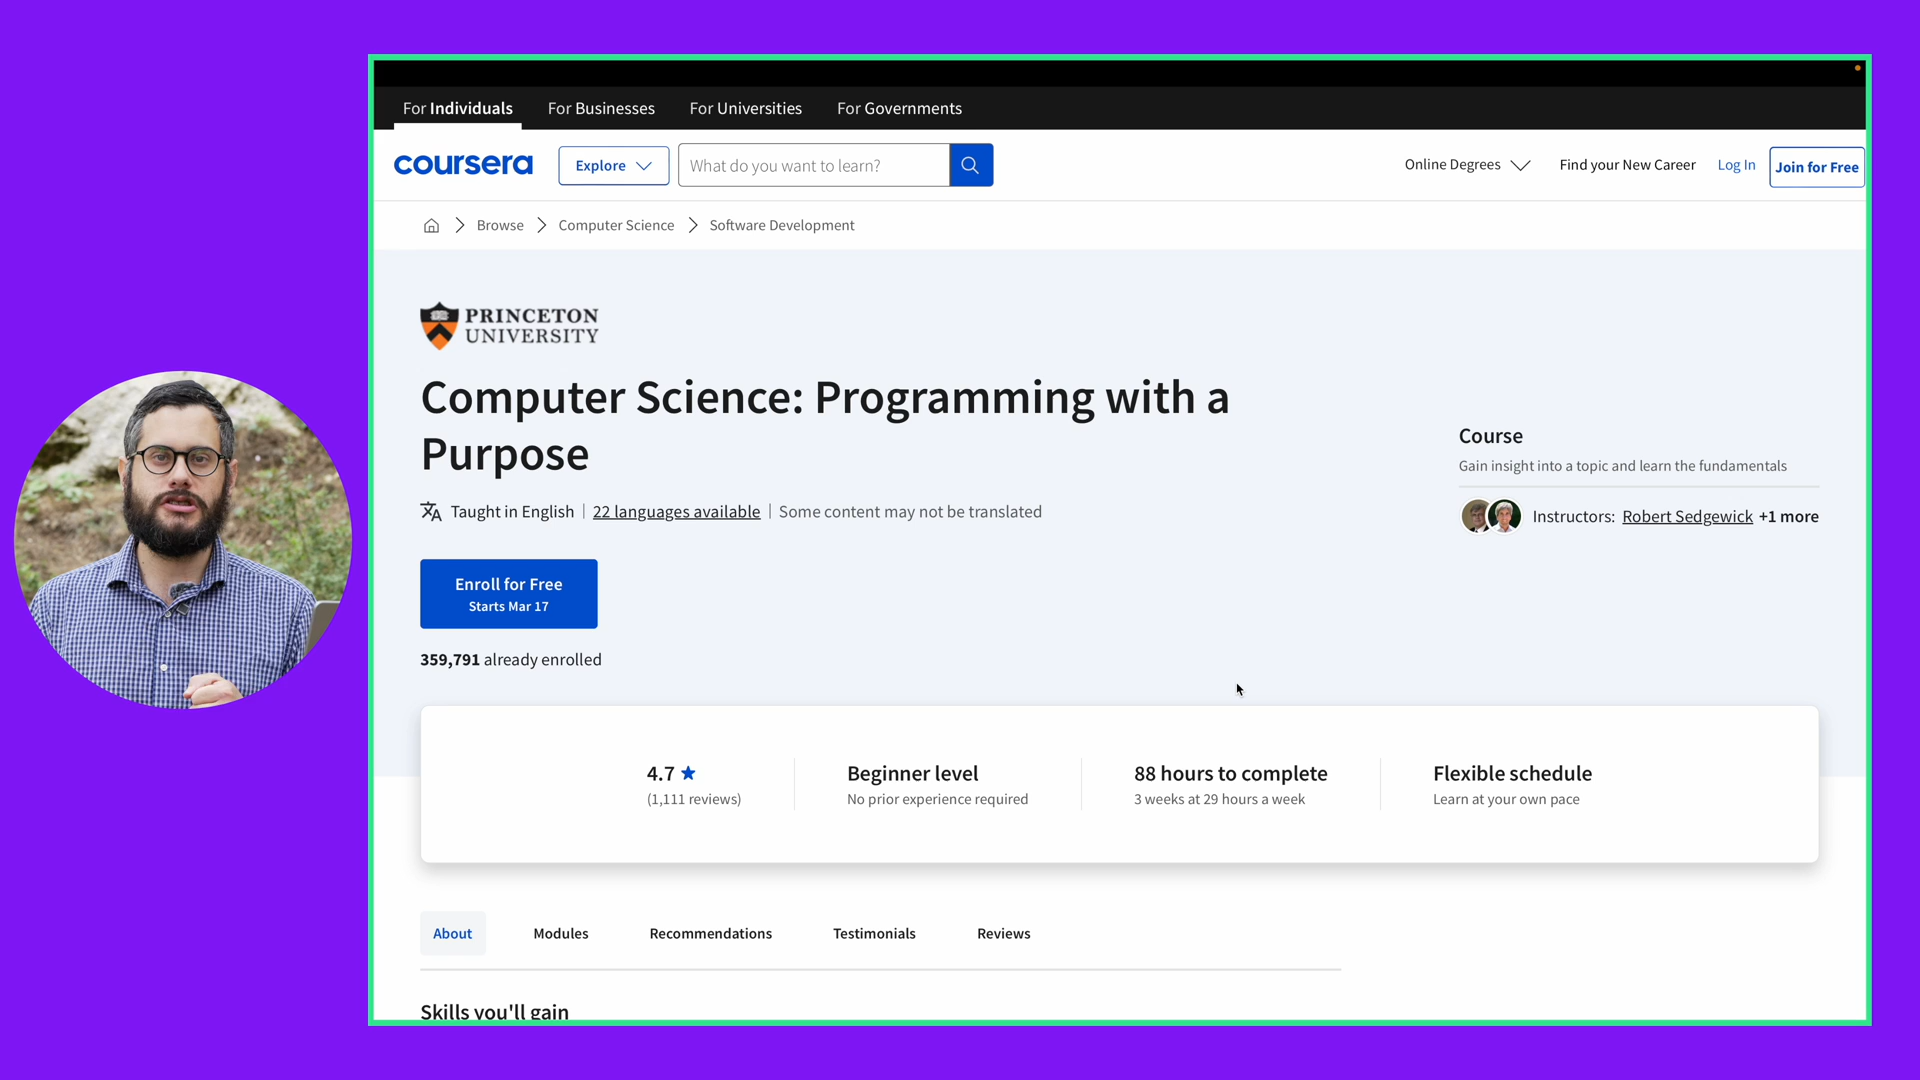 For Individuals
For Businesses
For Universities
For Governments
coursera
Explore
What do you want to learn?
Online Degrees
Find your New Career
Log In
Join for Free
Browse
Computer Science
Software Development
PRINCETON
UNIVERSITY
Computer Science: Programming with a
Purpose
Taught in English
22 languages available
Some content may not be translated
Enroll for Free
Starts Mar 17
359,791 already enrolled
Course
Gain insight into a topic and learn the fundamentals
Instructors: Robert Sedgewick +1 more
4.7
(1,111 reviews)
Beginner level
No prior experience required
88 hours to complete
3 weeks at 29 hours a week
Flexible schedule
Learn at your own pace
About
Modules
Recommendations
Testimonials
Reviews
Skills you'll gain